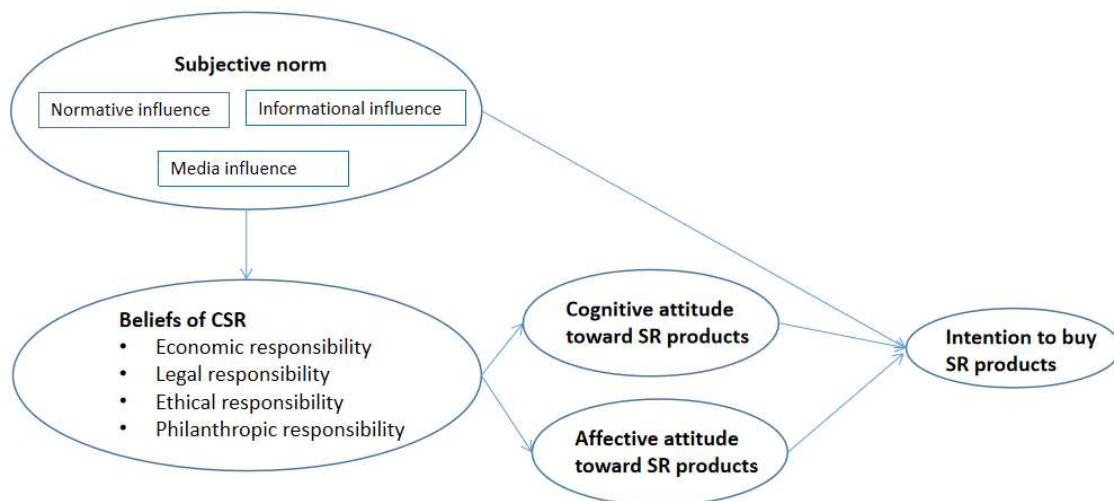 Subjective norm
Normative influence
Informational influence
Media influence
Beliefs of CSR
• Economic responsibility
• Legal responsibility
• Ethical responsibility
• Philanthropic responsibility
Cognitive attitude
toward SR products
Affective attitude
toward SR products
Intention to buy
SR products